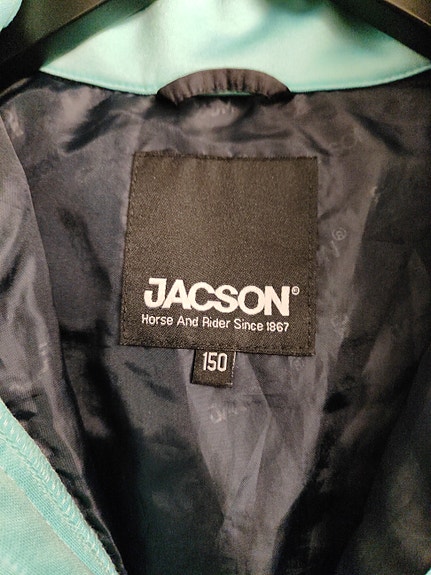 JACSON®
Horse And Rider Since 1867
150